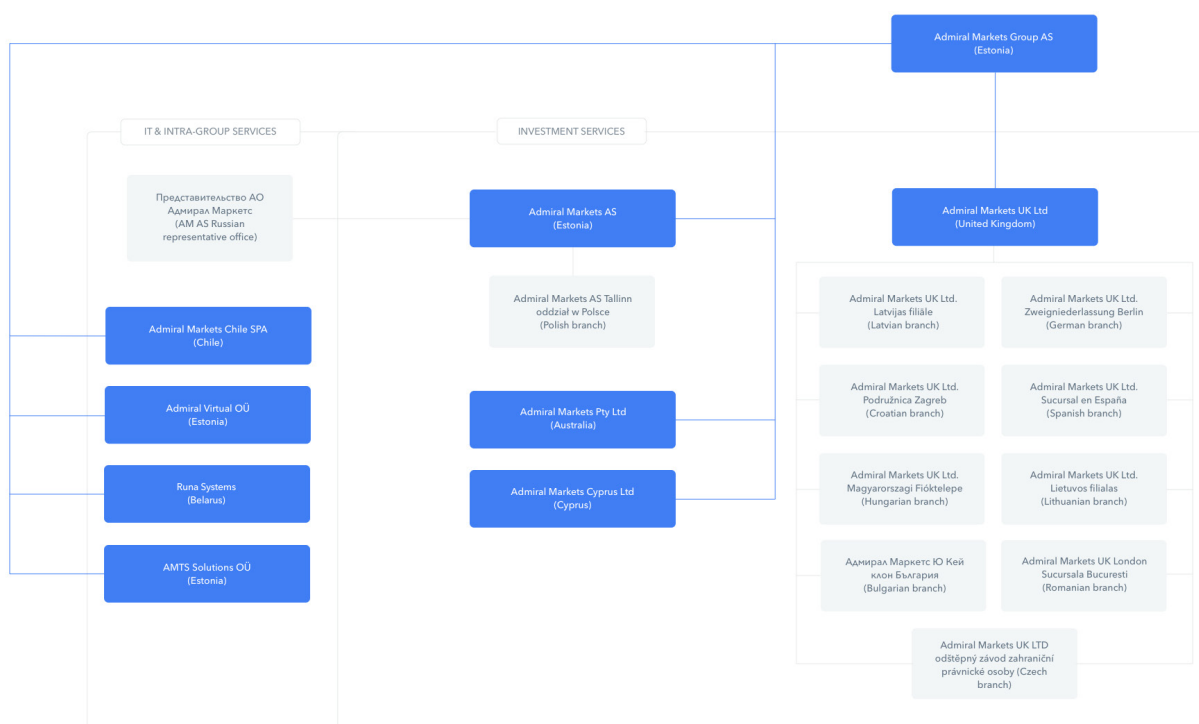 Admiral Markets Group AS
(Estonia)
IT & INTRA-GROUP SERVICES
INVESTMENT SERVICES
Представительство АО
Адмирал Маркетс
(AM AS Russian
representative office)
Admiral Markets AS
(Estonia)
Admiral Markets UK Ltd
(United Kingdom)
Admiral Markets AS Tallinn
oddział w Polsce
(Polish branch)
Admiral Markets Chile SPA
(Chile)
Admiral Virtual OÜ
(Estonia)
Runa Systems
(Belarus)
AMTS Solutions OÜ
(Estonia)
Admiral Markets Pty Ltd
(Australia)
Admiral Markets Cyprus Ltd
(Cyprus)
Admiral Markets UK Ltd.
Latvijas filiāle
(Latvian branch)
Admiral Markets UK Ltd.
Zweigniederlassung Berlin
(German branch)
Admiral Markets UK Ltd.
Podružnica Zagreb
(Croatian branch)
Admiral Markets UK Ltd.
Sucursal en España
(Spanish branch)
Admiral Markets UK Ltd.
Magyarorszagi Fióktelepe
(Hungarian branch)
Admiral Markets UK Ltd.
Lietuvos filialas
(Lithuanian branch)
Адмирал Маркетс Ю Кей
клон България
(Bulgarian branch)
Admiral Markets UK London
Sucursala Bucuresti
(Romanian branch)
Admiral Markets UK LTD
odštěpný závod zahraniční
právnické osoby (Czech
branch)